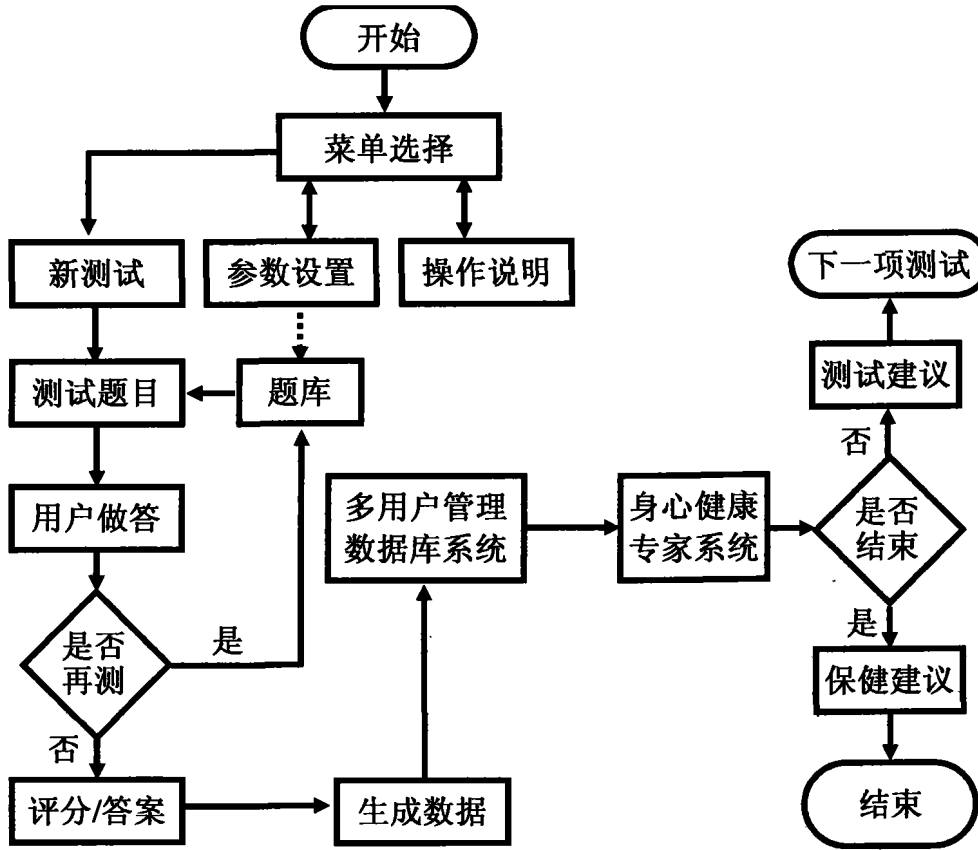 开始
菜单选择
新测试
参数设置
操作说明
下一项测试
测试题目
题库
测试建议
否
用户做答
多用户管理
数据库系统
身心健康
专家系统
是否
结束
是否
再测
是
是
保健建议
否
评分/答案
生成数据
结束